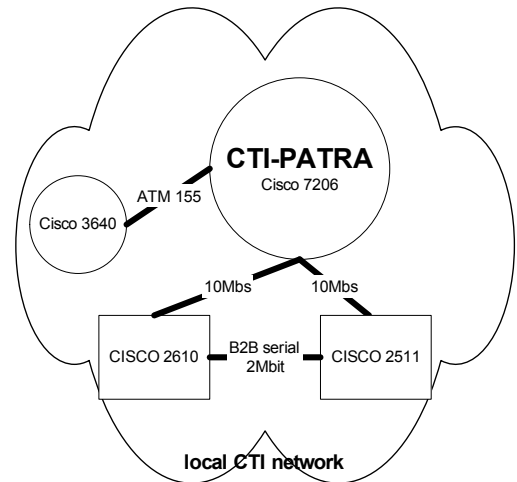 CTI-PATRA
Cisco 7206
ATM 155
Cisco 3640
10Mbs
10Mbs
CISCO 2610
B2B serial
2Mbit
CISCO 2511
local CTI network